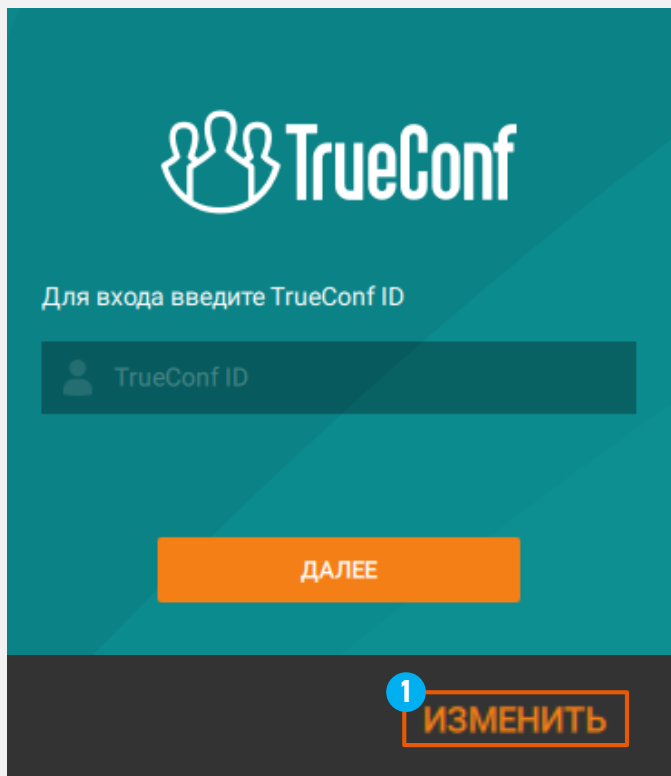 TrueConf
Для входа введите TrueConf ID
TrueConf ID
ДАЛЕЕ
1
ИЗМЕНИТЬ